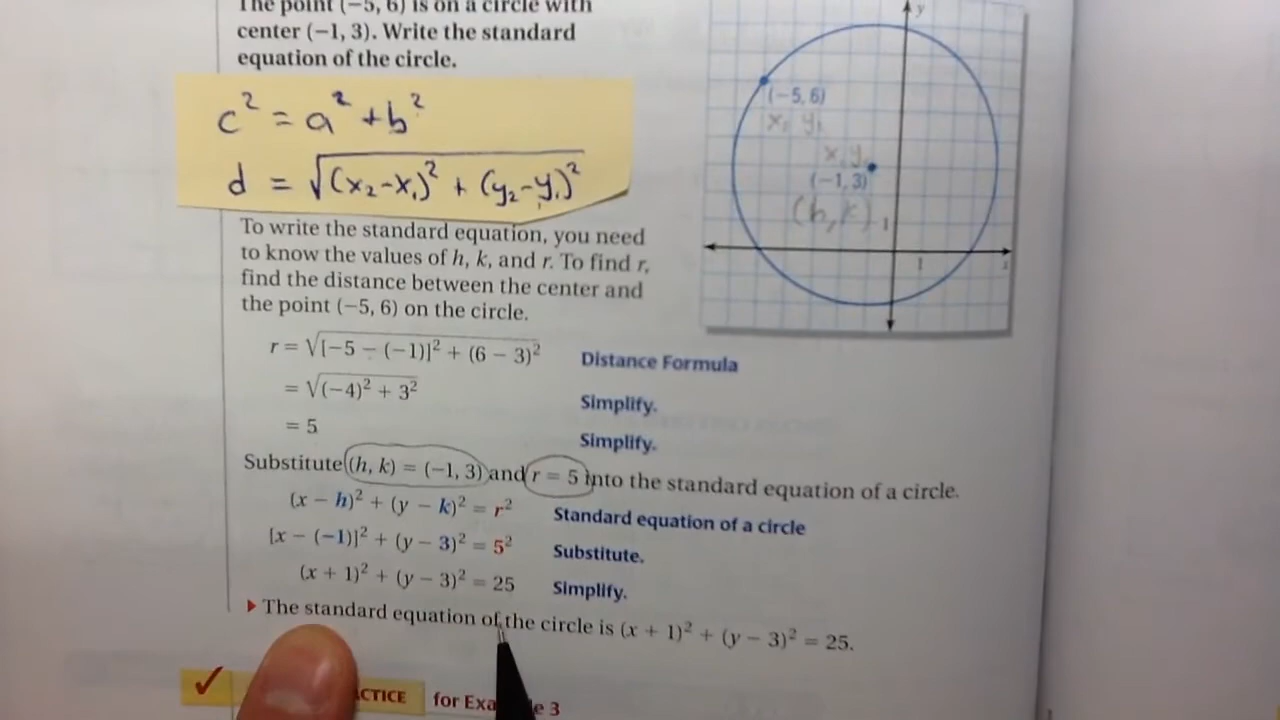 The point (−5, 6) is on a circle with
center (−1, 3). Write the standard
equation of the circle.
c² = a² + b²
d = √(x₂-x₁)² + (y₂-y₁)²
y
(−5, 6)
y₁
x, y
(−1, 3)
(h, k)
1
1
x
To write the standard equation, you need
to know the values of h, k, and r. To find r,
find the distance between the center and
the point (−5, 6) on the circle.
r = √[−5 − (−1)]² + (6 − 3)² Distance Formula
= √(−4)² + 3² Simplify.
= 5 Simplify.
Substitute (h, k) = (−1, 3) and r = 5 into the standard equation of a circle.
(x − h)² + (y − k)² = r² Standard equation of a circle
[x − (−1)]² + (y − 3)² = 5² Substitute.
(x + 1)² + (y − 3)² = 25 Simplify.
The standard equation of the circle is (x + 1)² + (y − 3)² = 25.
for Example 3